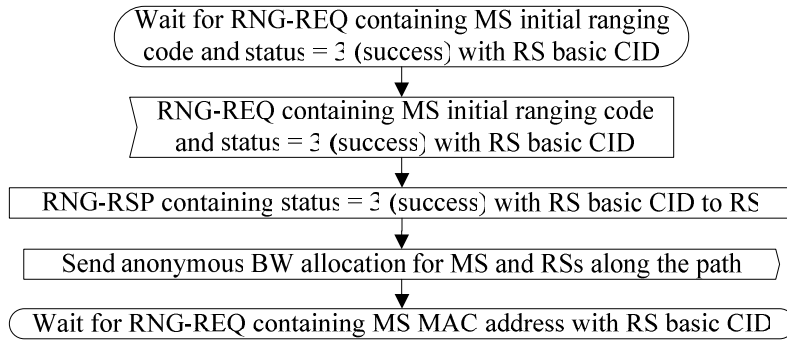 Wait for RNG-REQ containing MS initial ranging
code and status = 3 (success) with RS basic CID
RNG-REQ containing MS initial ranging code
and status = 3 (success) with RS basic CID
RNG-RSP containing status = 3 (success) with RS basic CID to RS
Send anonymous BW allocation for MS and RSs along the path
Wait for RNG-REQ containing MS MAC address with RS basic CID